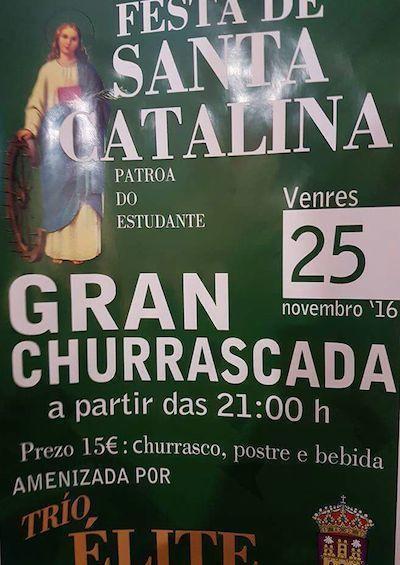 FESTA DE
SANTA
CATALINA
PATROA
DO
ESTUDANTE
Venres
25
novembro '16
GRAN
CHURRASCADA
a partir das 21:00 h
Prezo 15€: churrasco, postre e bebida
AMENIZADA POR
TRÍO
ÉLITE